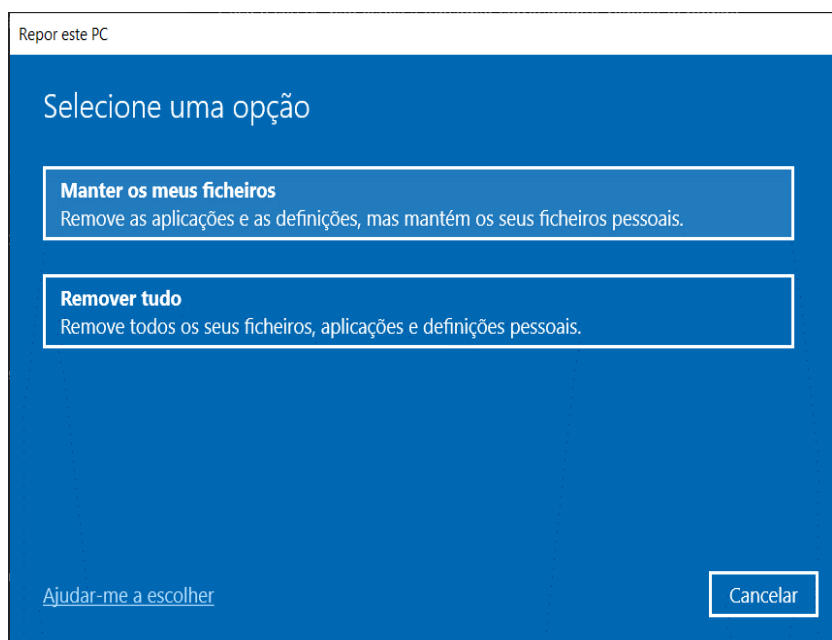 Repor este PC
Selecione uma opção
Manter os meus ficheiros
Remove as aplicações e as definições, mas mantém os seus ficheiros pessoais.
Remover tudo
Remove todos os seus ficheiros, aplicações e definições pessoais.
Ajudar-me a escolher
Cancelar